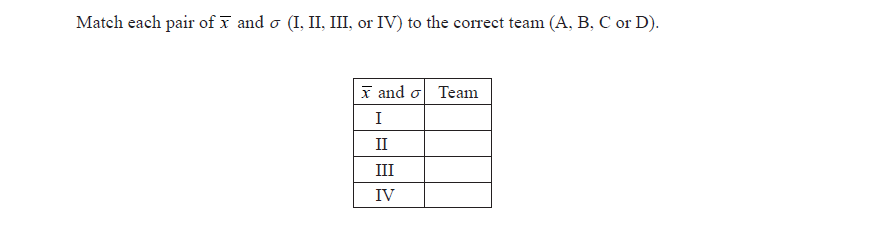 Match each pair of x̅ and σ (I, II, III, or IV) to the correct team (A, B, C or D).
x̅ and σ Team
I
II
III
IV